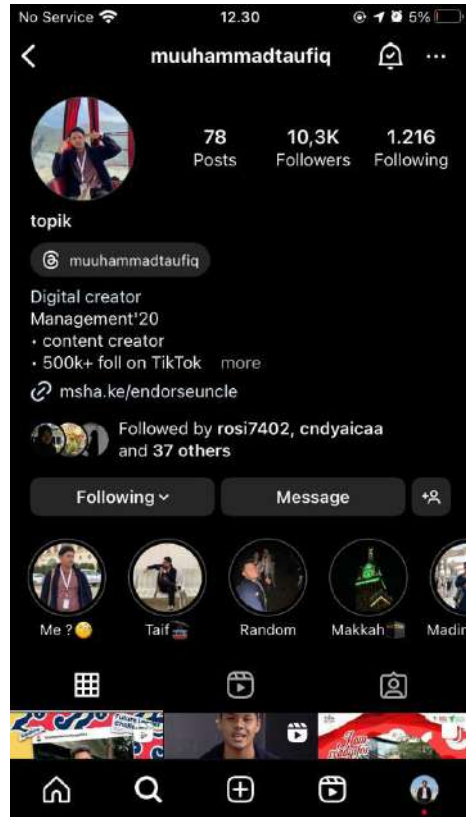 No Service 12.30 5%
muuhammadtaufiq
78 10,3K 1.216
Posts Followers Following
topik
muuhammadtaufiq
Digital creator
Management'20
• content creator
• 500k+ foll on TikTok more
msha.ke/endorseuncle
Followed by rosi7402, cndyaicaa
and 37 others
Following Message
Me ?😗 Taif Random Makkah🕋 Madin